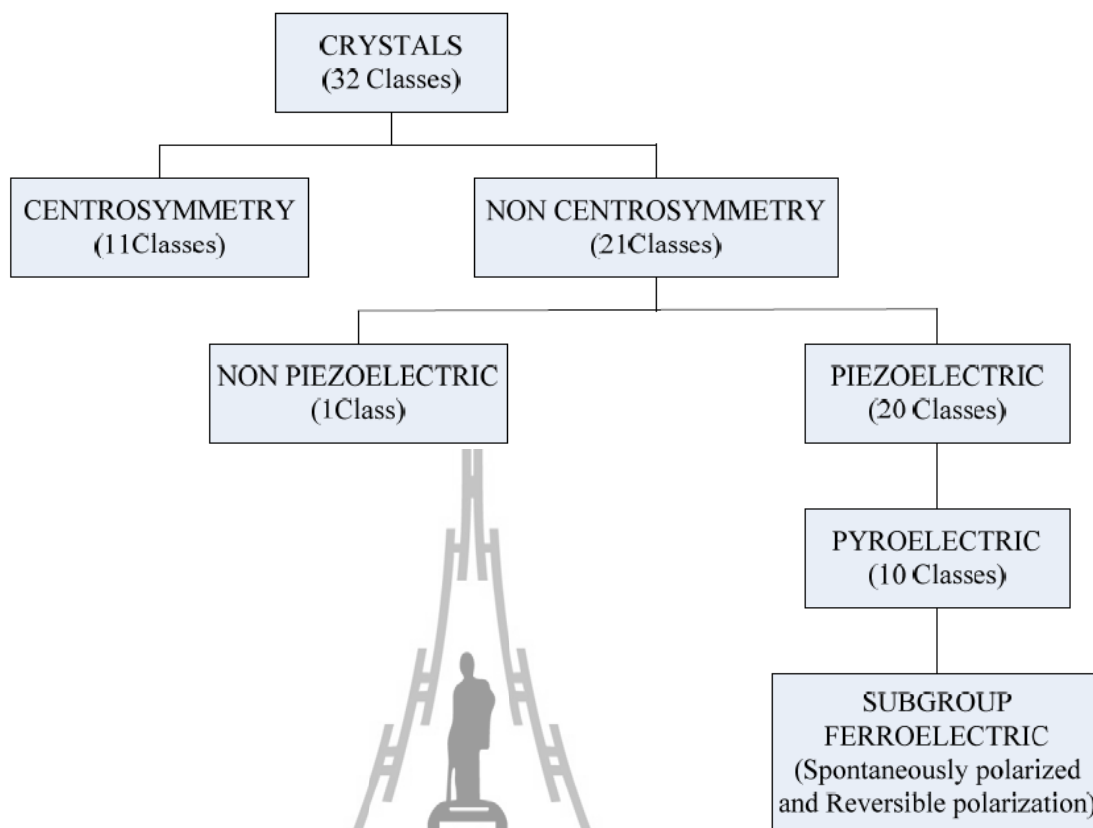 CRYSTALS
(32 Classes)
CENTROSYMMETRY
(11Classes)
NON CENTROSYMMETRY
(21Classes)
NON PIEZOELECTRIC
(1Class)
PIEZOELECTRIC
(20 Classes)
PYROELECTRIC
(10 Classes)
SUBGROUP
FERROELECTRIC
(Spontaneously polarized
and Reversible polarization)